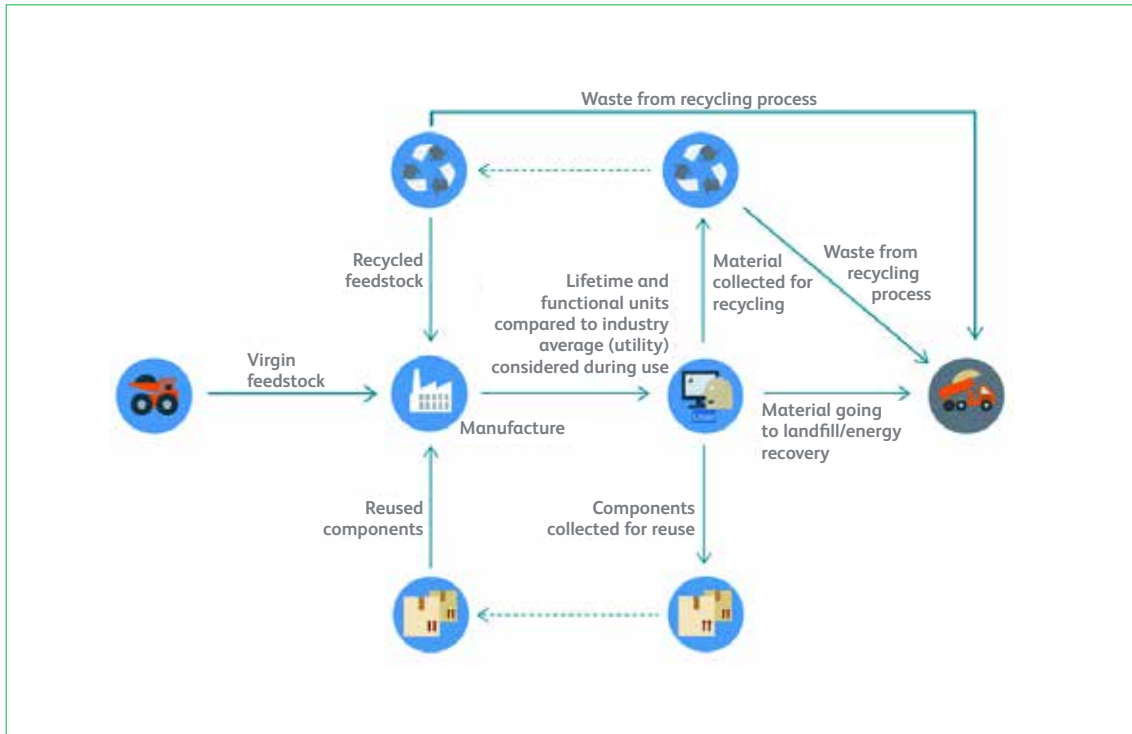 Waste from recycling process
Recycled
feedstock
Lifetime and
functional units
compared to industry
average (utility)
considered during use
Material
collected for
recycling
Waste from
recycling
process
Virgin
feedstock
Manufacture
User
Material going
to landfill/energy
recovery
Reused
components
Components
collected for reuse